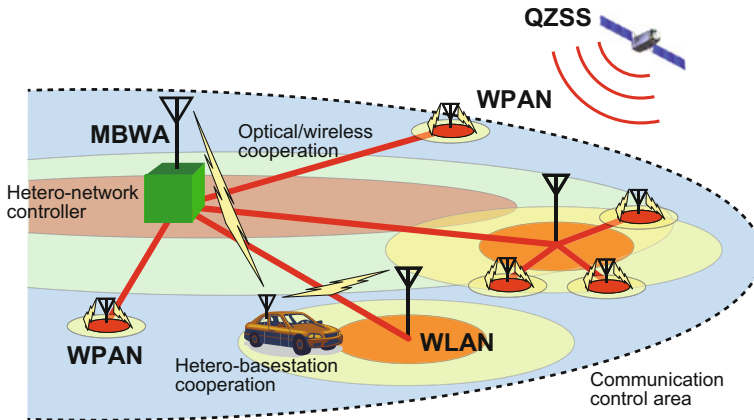 QZSS
WPAN
MBWA
Optical/wireless
cooperation
Hetero-network
controller
WPAN
WLAN
Hetero-basestation
cooperation
Communication
control area